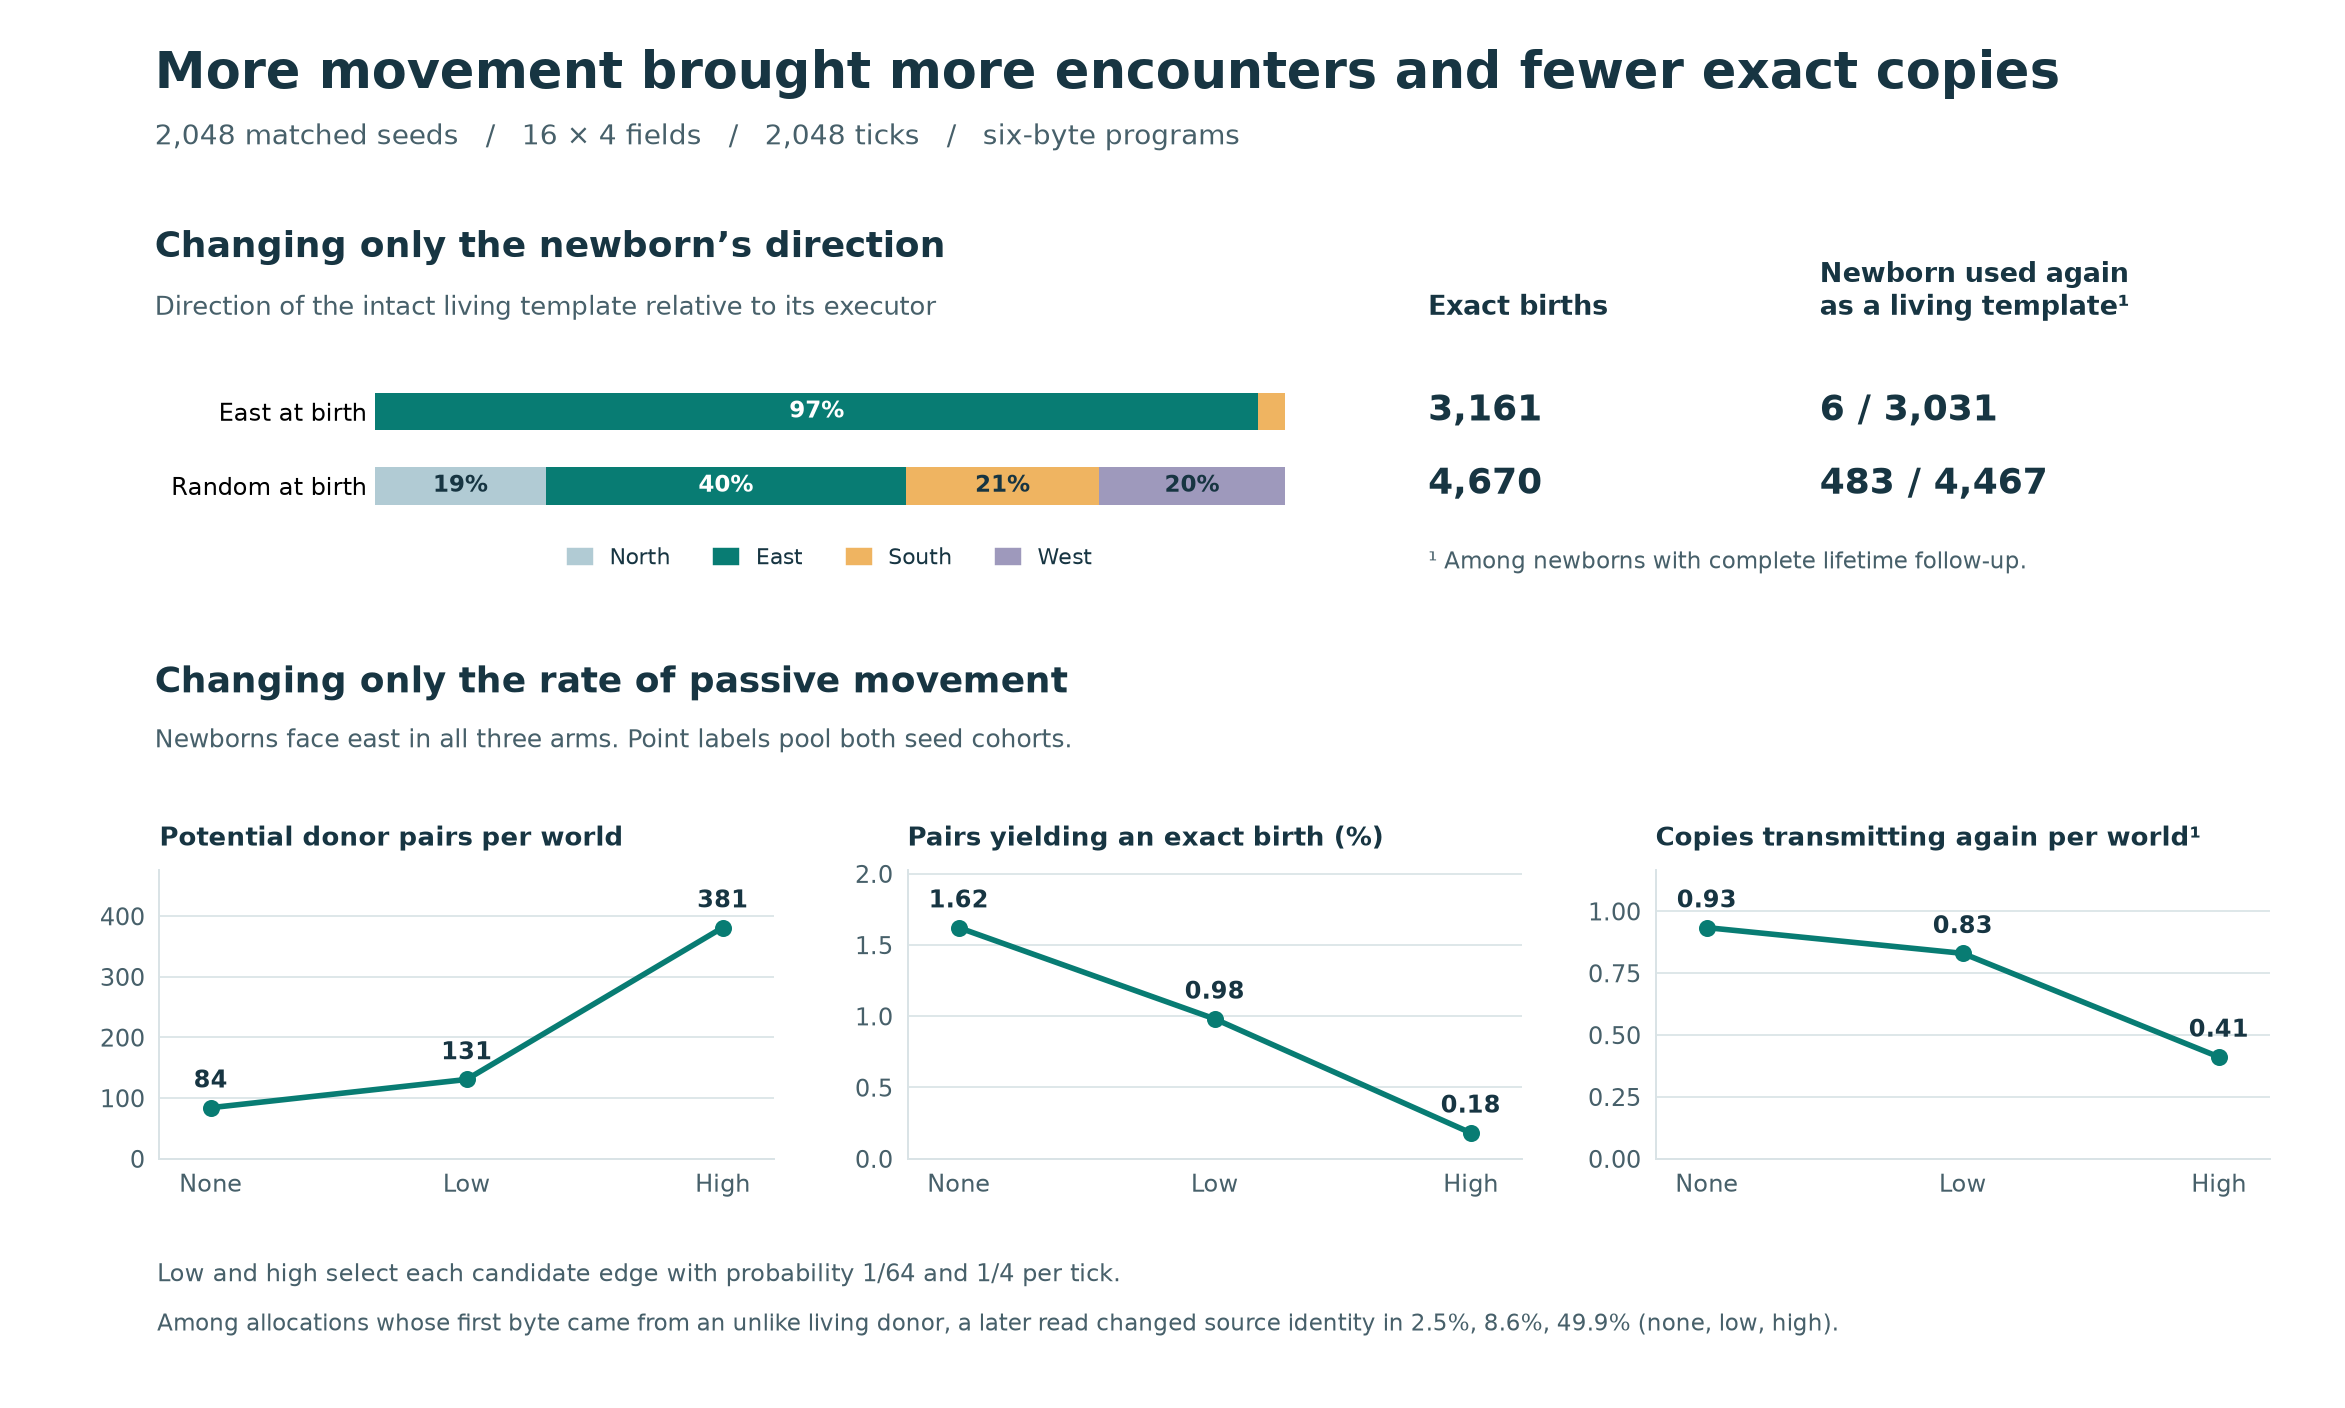 More movement brought more encounters and fewer exact copies
2,048 matched seeds / 16 × 4 fields / 2,048 ticks / six-byte programs
Changing only the newborn’s direction
Direction of the intact living template relative to its executor
Exact births
Newborn used again
as a living template¹
East at birth
97%
3,161
6 / 3,031
Random at birth
19%
40%
21%
20%
4,670
483 / 4,467
North
East
South
West
¹ Among newborns with complete lifetime follow-up.
Changing only the rate of passive movement
Newborns face east in all three arms. Point labels pool both seed cohorts.
Potential donor pairs per world
400
300
200
100
0
84
131
381
None
Low
High
Pairs yielding an exact birth (%)
2.0
1.5
1.0
0.5
0.0
1.62
0.98
0.18
None
Low
High
Copies transmitting again per world¹
1.00
0.75
0.50
0.25
0.00
0.93
0.83
0.41
None
Low
High
Low and high select each candidate edge with probability 1/64 and 1/4 per tick.
Among allocations whose first byte came from an unlike living donor, a later read changed source identity in 2.5%, 8.6%, 49.9% (none, low, high).